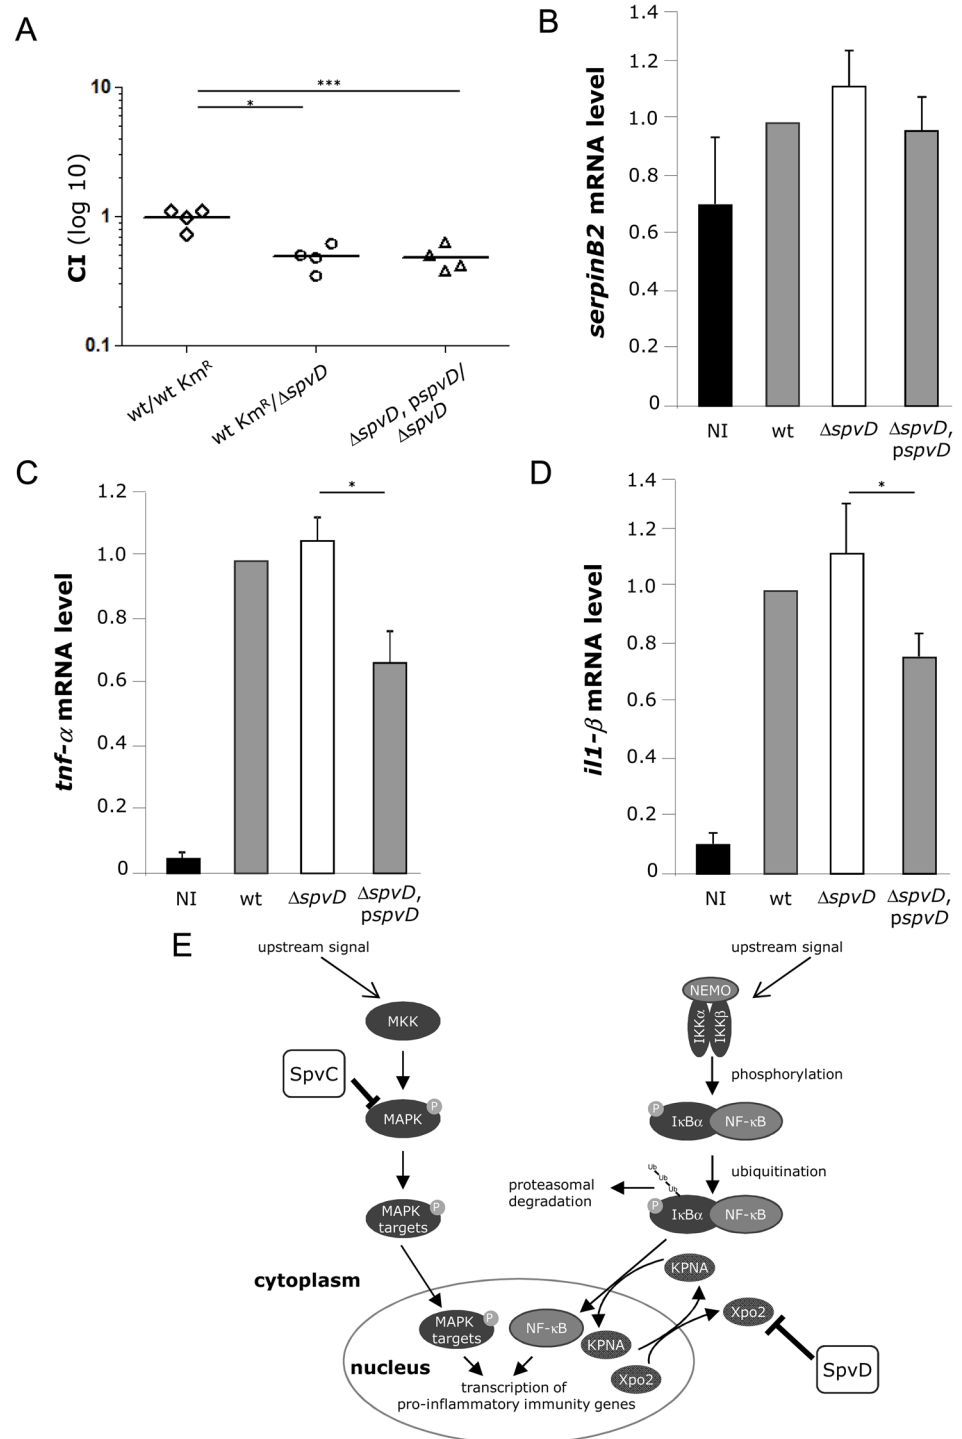 A
CI (log 10)
10
1
0.1
***
*
wt/wt Kmᴿ
wt Kmᴿ/ΔspvD
ΔspvD, pspvD/
ΔspvD
B
serpinB2 mRNA level
1.4
1.2
1.0
0.8
0.6
0.4
0.2
0
NI
wt
ΔspvD
ΔspvD,
pspvD
C
tnf-α mRNA level
1.2
1.0
0.8
0.6
0.4
0.2
0
*
NI
wt
ΔspvD
ΔspvD,
pspvD
D
il1-β mRNA level
1.4
1.2
1.0
0.8
0.6
0.4
0.2
0
*
NI
wt
ΔspvD
ΔspvD,
pspvD
E
upstream signal
MKK
SpvC
MAPK
P
MAPK
targets
P
cytoplasm
MAPK
targets
P
nucleus
upstream signal
NEMO
IKKα
IKKβ
phosphorylation
P
IκBα
NF-κB
ubiquitination
Ub
Ub
Ub
proteasomal
degradation
P
IκBα
NF-κB
KPNA
Xpo2
NF-κB
KPNA
Xpo2
SpvD
transcription of
pro-inflammatory immunity genes